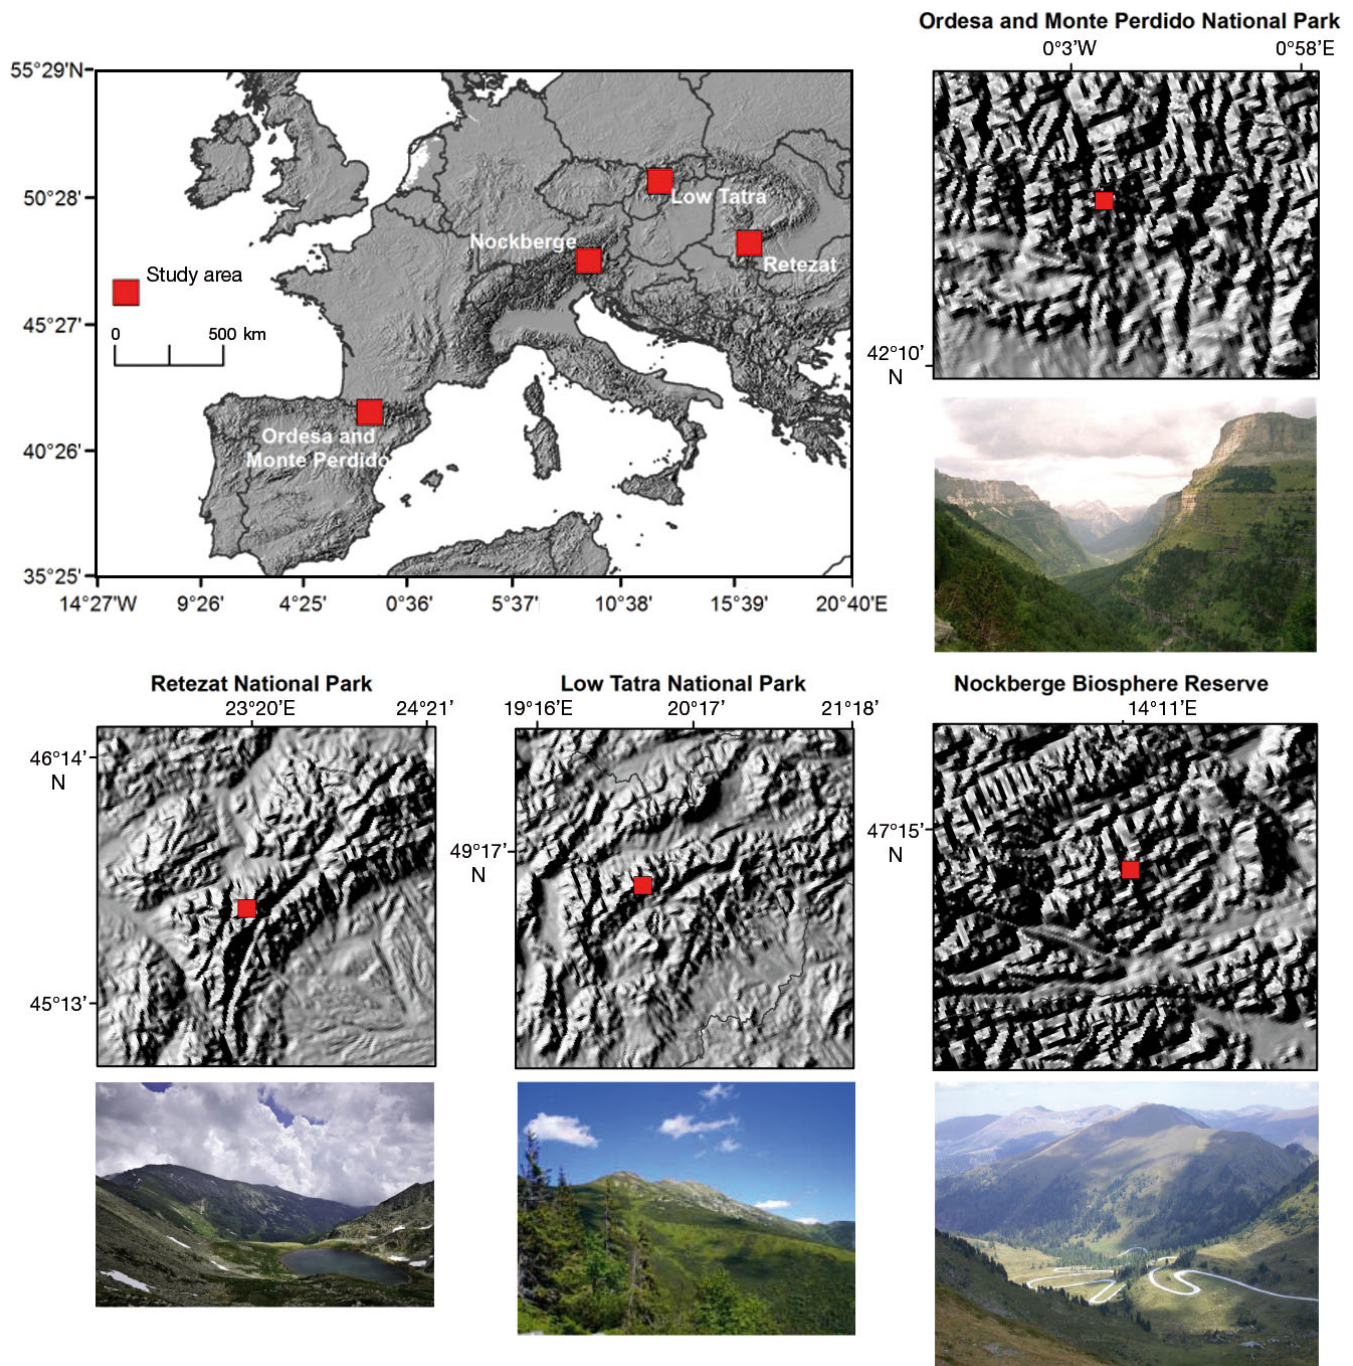 Ordesa and Monte Perdido National Park
0°3'W
0°58'E
55°29'N
50°28'
45°27'
40°26'
35°25'
14°27'W
9°26'
4°25'
0°36'
5°37'
10°38'
15°39'
20°40'E
Low Tatra
Nockberge
Retezat
Study area
0
500 km
Ordesa and
Monte Perdido
42°10'
N
Retezat National Park
23°20'E
24°21'
46°14'
N
45°13'
Low Tatra National Park
19°16'E
20°17'
21°18'
49°17'
N
Nockberge Biosphere Reserve
14°11'E
47°15'
N